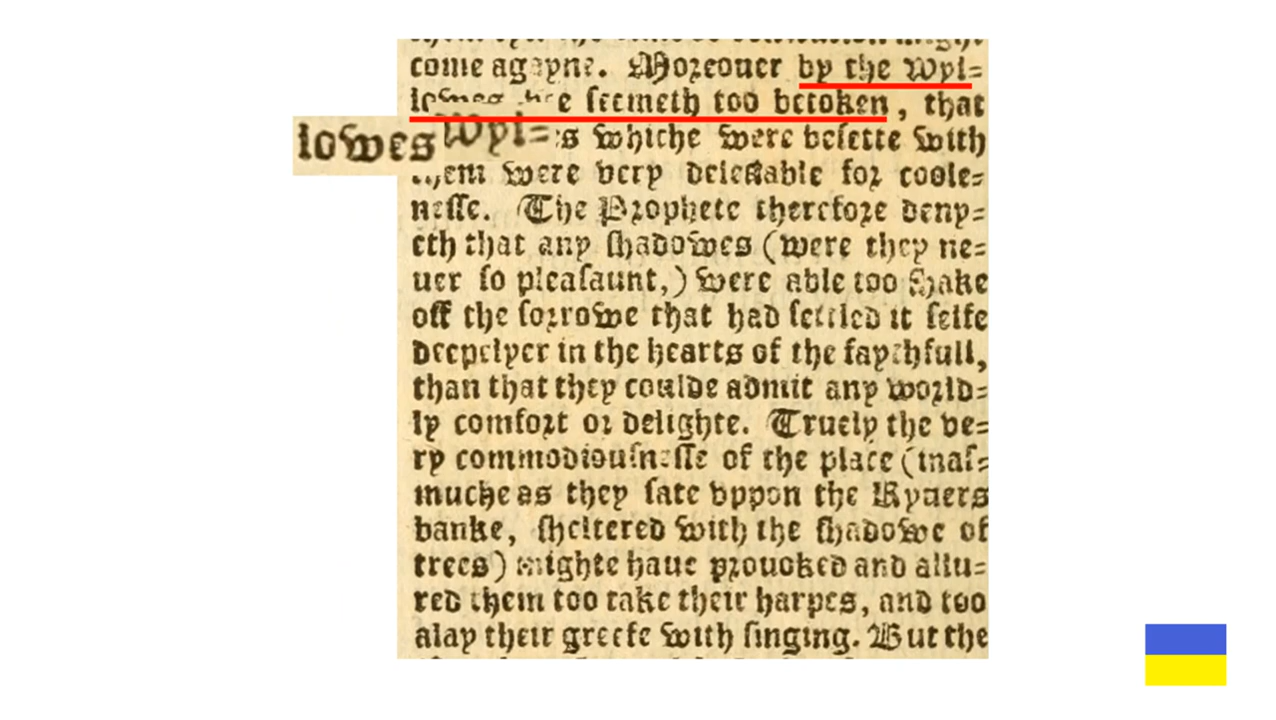 come agayne. Moreouer by the Wyl=
lowes hee seemeth too betoken, that
lowes Wyl= s whiche were besette with
them were very delectable for coole=
nesse. The Prophete therefore deny=
eth that any shadowes (were they ne=
uer so pleasaunt,) were able too shake
off the sorrowe that had settled it selfe
deepelyer in the hearts of the faythfull,
than that they coulde admit any world=
ly comfort or delighte. Truely the ve=
ry commodiousnesse of the place (inas=
muche as they sate vppon the Ryuers
banke, sheltered with the shadowe of
trees) mighte haue prouoked and allu=
red them too take their harpes, and too
alay their greefe with singing. But the